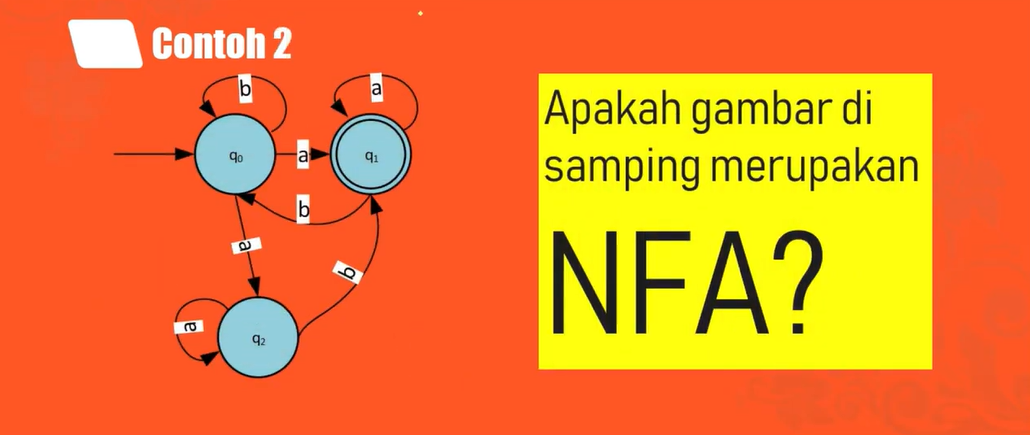 Contoh 2
b
a
q₀
a
q₁
b
a
b
a
q₂
Apakah gambar di
samping merupakan
NFA?